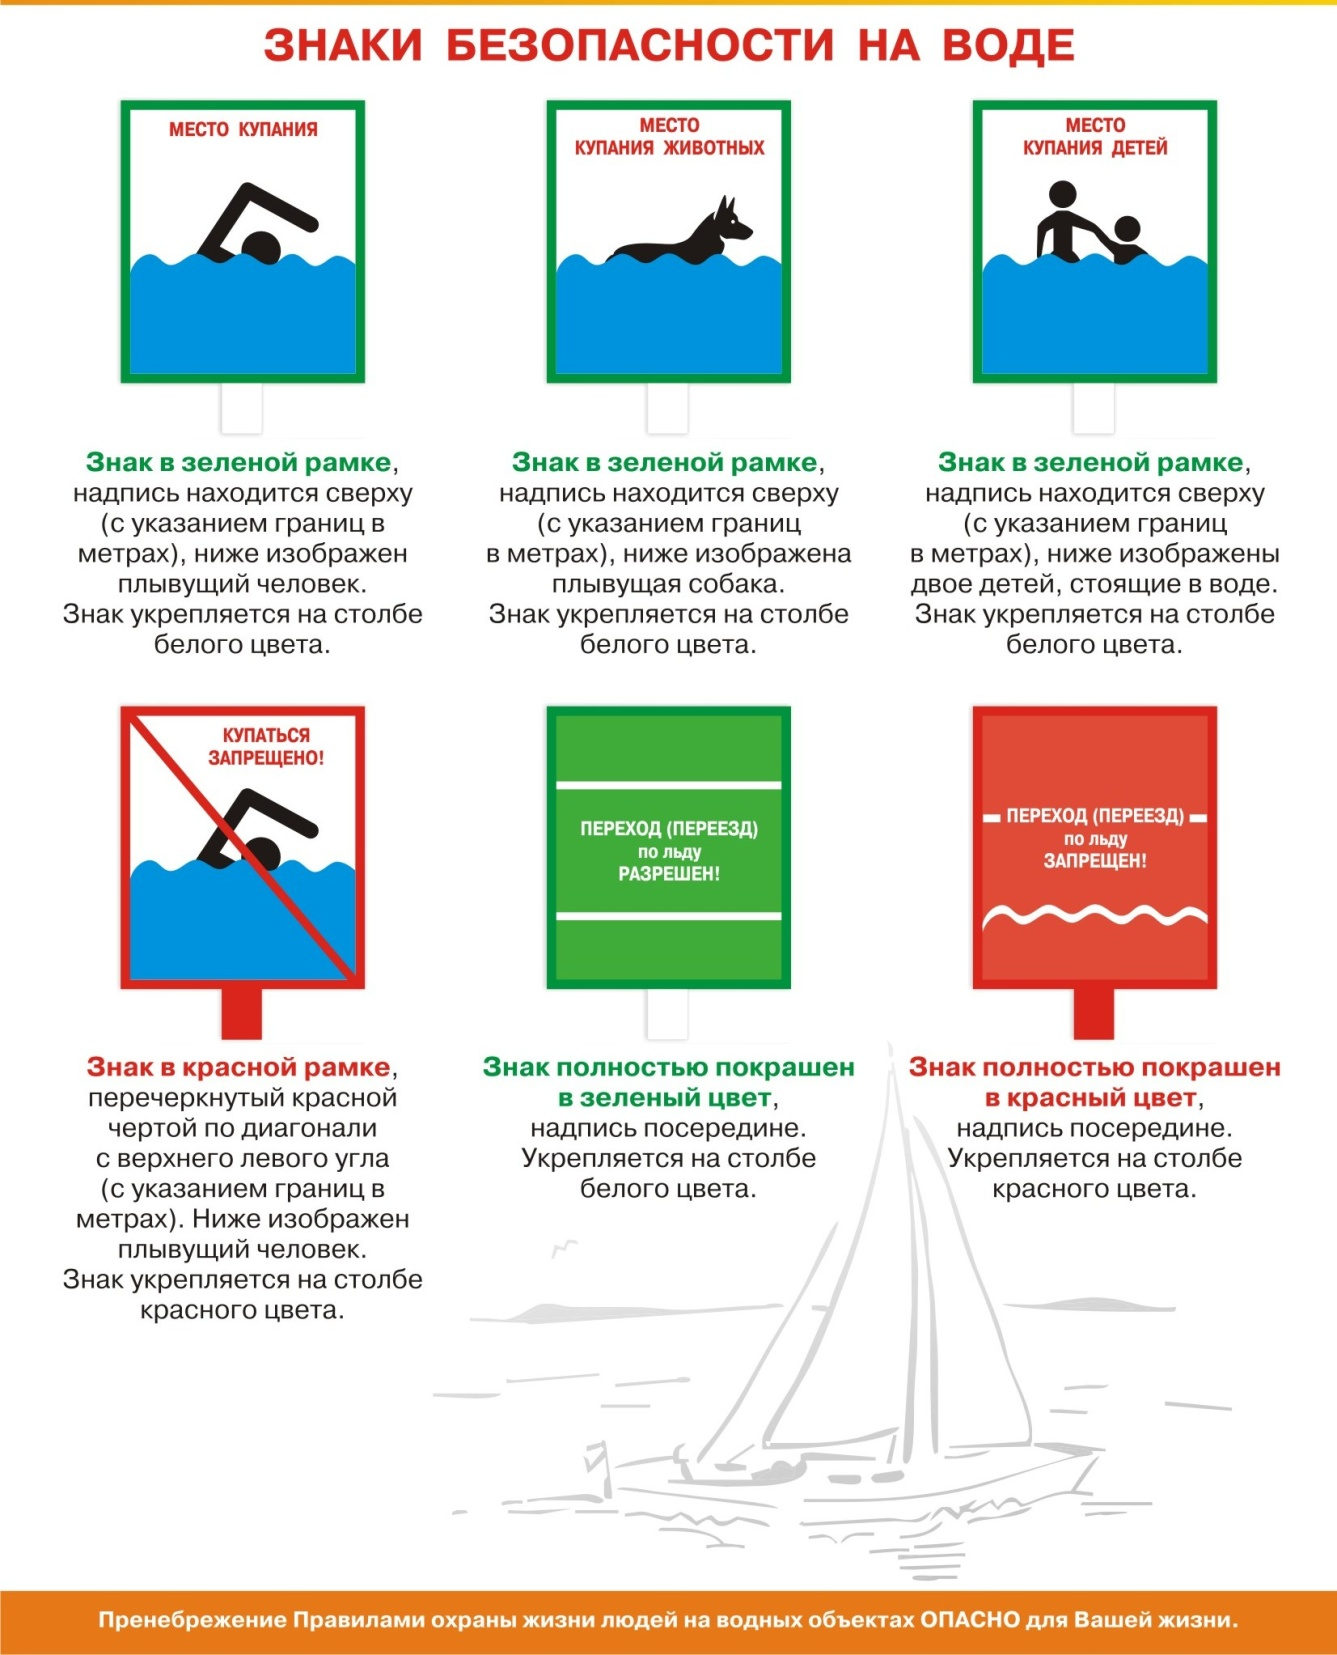 ЗНАКИ БЕЗОПАСНОСТИ НА ВОДЕ
МЕСТО КУПАНИЯ
Знак в зеленой рамке,
надпись находится сверху
(с указанием границ в
метрах), ниже изображен
плывущий человек.
Знак укрепляется на столбе
белого цвета.
МЕСТО
КУПАНИЯ ЖИВОТНЫХ
Знак в зеленой рамке,
надпись находится сверху
(с указанием границ
в метрах), ниже изображена
плывущая собака.
Знак укрепляется на столбе
белого цвета.
МЕСТО
КУПАНИЯ ДЕТЕЙ
Знак в зеленой рамке,
надпись находится сверху
(с указанием границ
в метрах), ниже изображены
двое детей, стоящие в воде.
Знак укрепляется на столбе
белого цвета.
КУПАТЬСЯ
ЗАПРЕЩЕНО!
Знак в красной рамке,
перечеркнутый красной
чертой по диагонали
с верхнего левого угла
(с указанием границ в
метрах). Ниже изображен
плывущий человек.
Знак укрепляется на столбе
красного цвета.
ПЕРЕХОД (ПЕРЕЕЗД)
по льду
РАЗРЕШЕН!
Знак полностью покрашен
в зеленый цвет,
надпись посередине.
Укрепляется на столбе
белого цвета.
ПЕРЕХОД (ПЕРЕЕЗД)
по льду
ЗАПРЕЩЕН!
Знак полностью покрашен
в красный цвет,
надпись посередине.
Укрепляется на столбе
красного цвета.
Пренебрежение Правилами охраны жизни людей на водных объектах ОПАСНО для Вашей жизни.